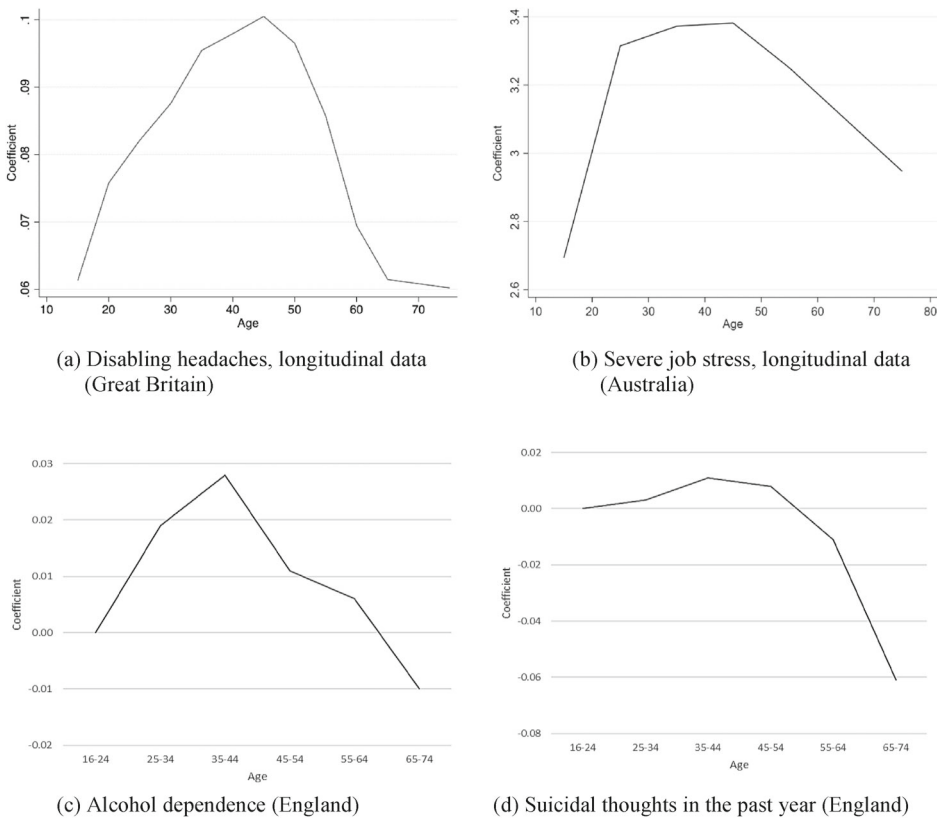 .1
.09
.08
.07
.06
Coefficient
10 20 30 40 50 60 70
Age
(a) Disabling headaches, longitudinal data
(Great Britain)
3.4
3.2
3
2.8
2.6
Coefficient
10 20 30 40 50 60 70 80
Age
(b) Severe job stress, longitudinal data
(Australia)
0.03
0.02
0.01
0.00
-0.01
-0.02
Coefficient
16-24 25-34 35-44 45-54 55-64 65-74
Age
(c) Alcohol dependence (England)
0.02
0.00
-0.02
-0.04
-0.06
-0.08
Coefficient
16-24 25-34 35-44 45-54 55-64 65-74
Age
(d) Suicidal thoughts in the past year (England)